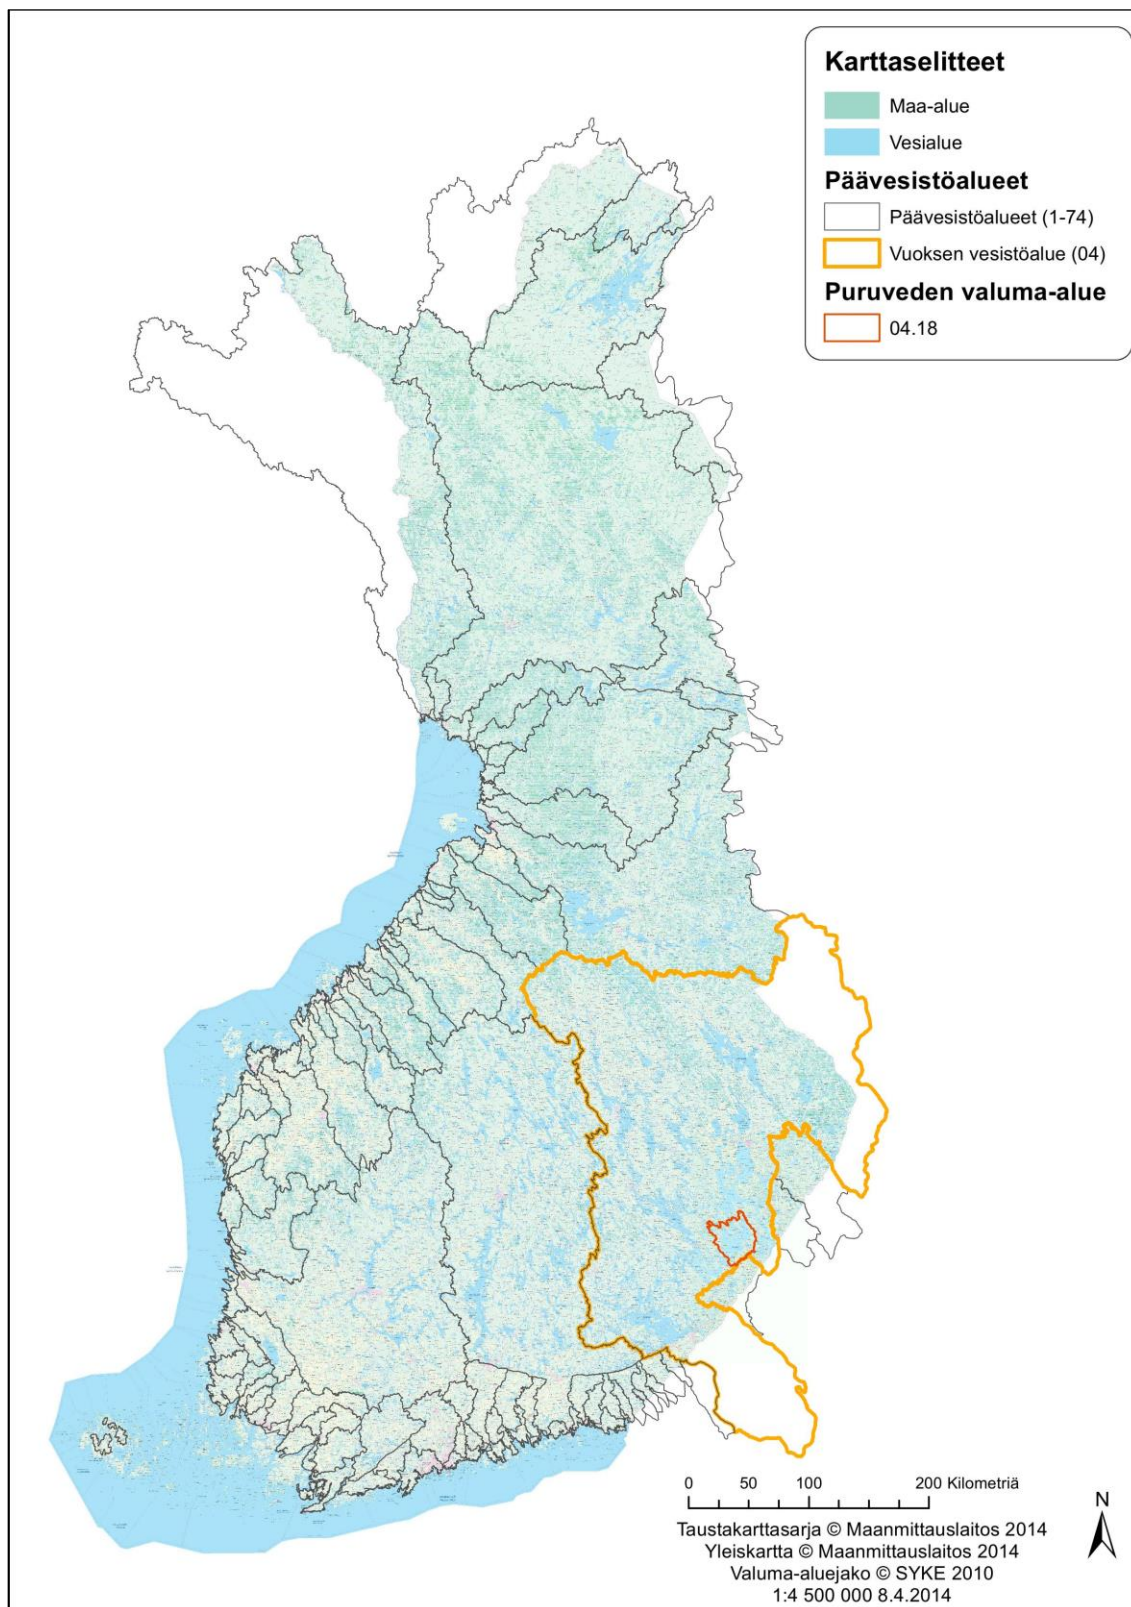 Karttaselitteet
Maa-alue
Vesialue
Päävesistöalueet
Päävesistöalueet (1-74)
Vuoksen vesistöalue (04)
Puruveden valuma-alue
04.18
0 50 100 200 Kilometriä
N
Taustakarttasarja © Maanmittauslaitos 2014
Yleiskartta © Maanmittauslaitos 2014
Valuma-aluejako © SYKE 2010
1:4 500 000 8.4.2014